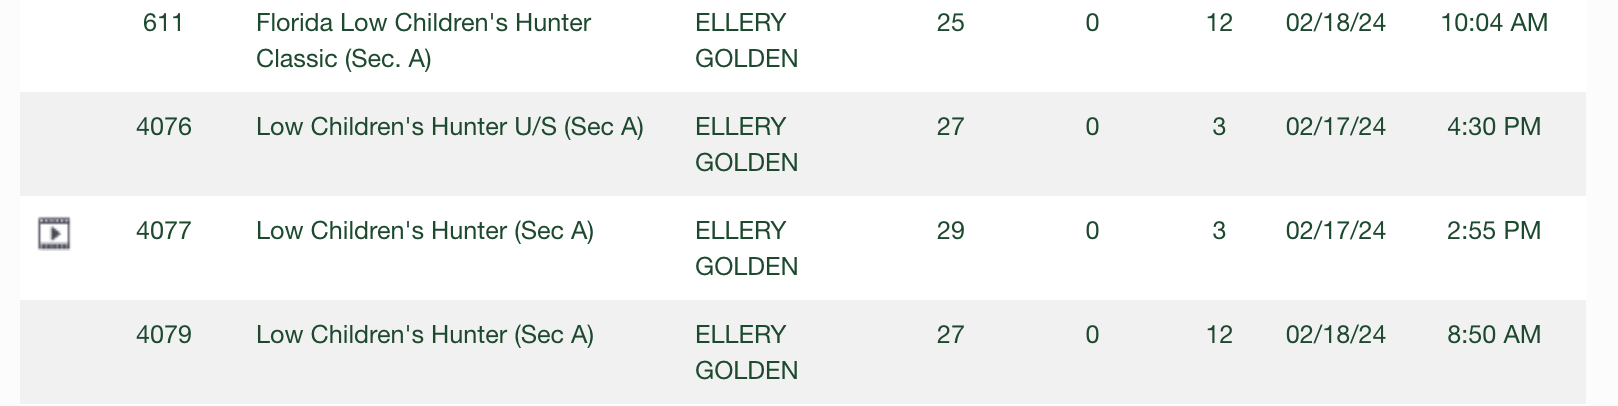 611 Florida Low Children's Hunter ELLERY 25 0 12 02/18/24 10:04 AM
Classic (Sec. A) GOLDEN
4076 Low Children's Hunter U/S (Sec A) ELLERY 27 0 3 02/17/24 4:30 PM
GOLDEN
4077 Low Children's Hunter (Sec A) ELLERY 29 0 3 02/17/24 2:55 PM
GOLDEN
4079 Low Children's Hunter (Sec A) ELLERY 27 0 12 02/18/24 8:50 AM
GOLDEN